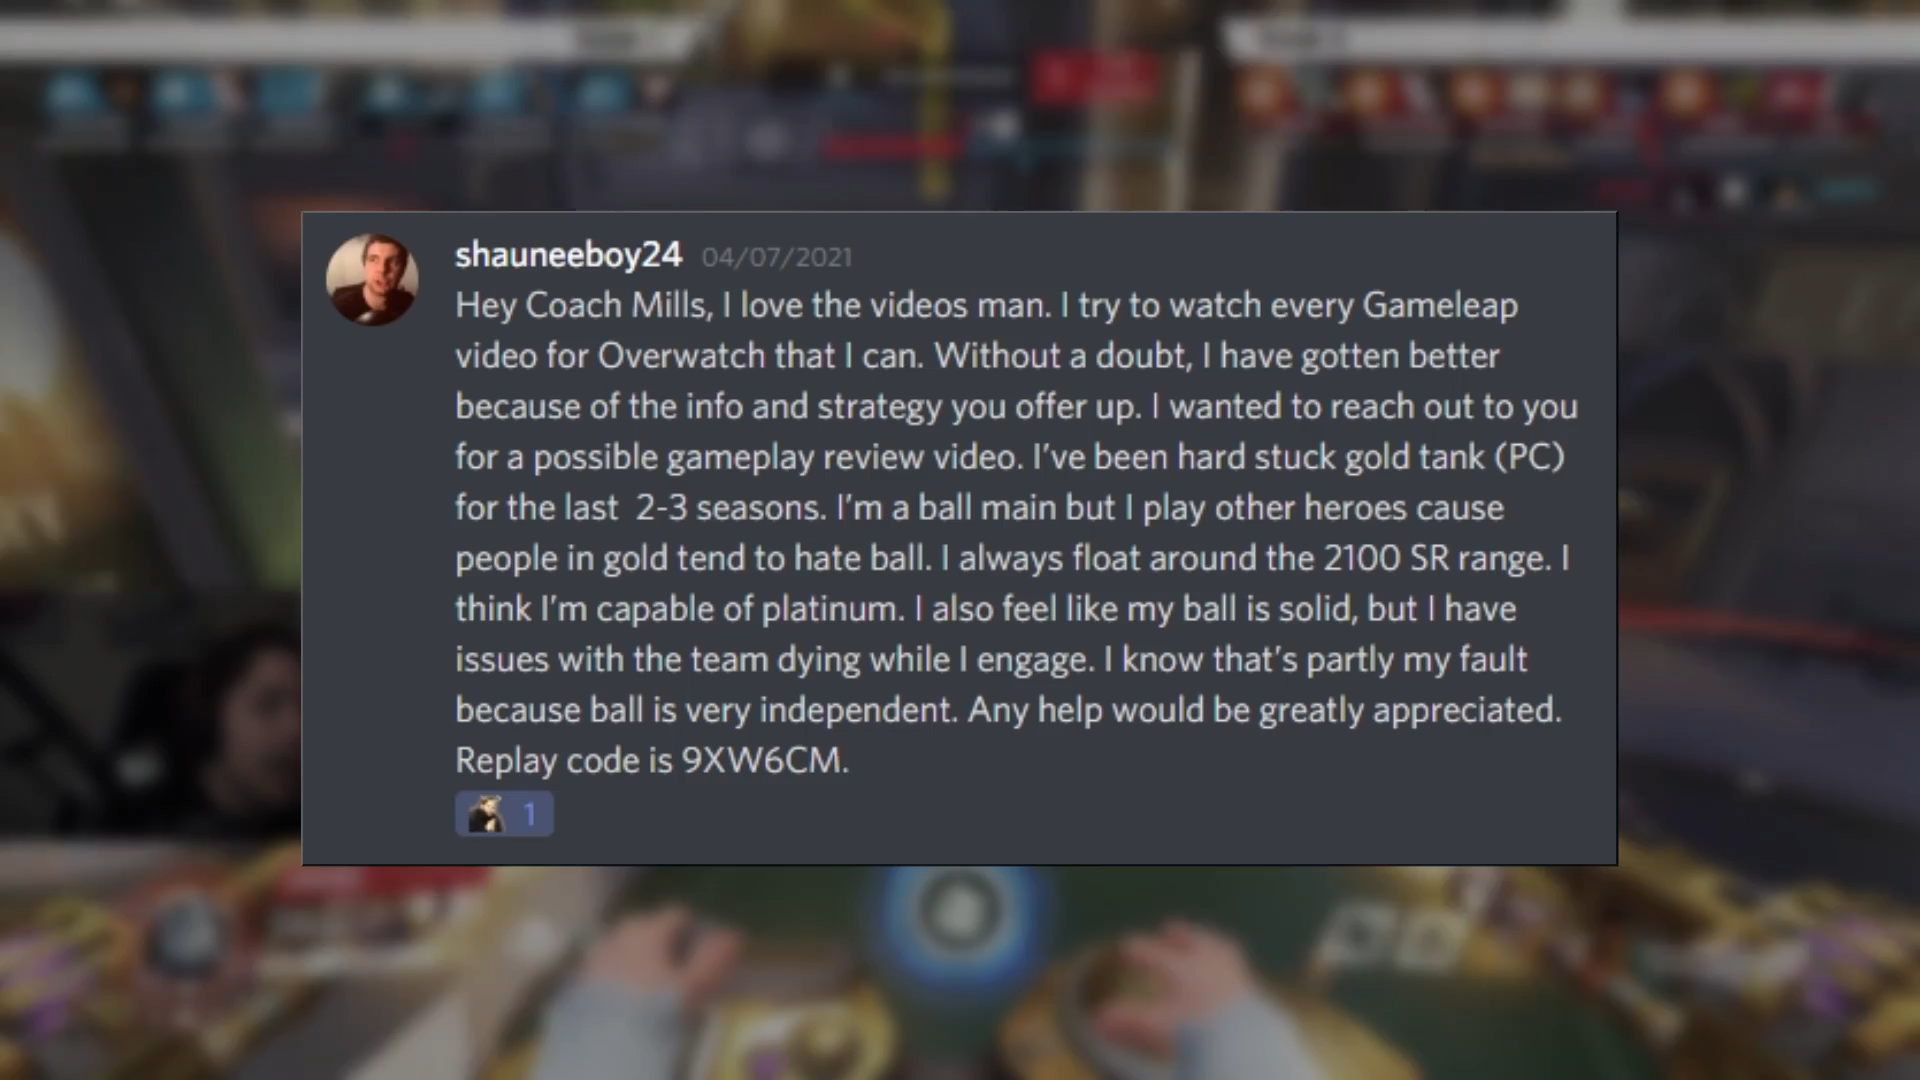 shauneeboy24 04/07/2021
Hey Coach Mills, I love the videos man. I try to watch every Gameleap
video for Overwatch that I can. Without a doubt, I have gotten better
because of the info and strategy you offer up. I wanted to reach out to you
for a possible gameplay review video. I've been hard stuck gold tank (PC)
for the last 2-3 seasons. I'm a ball main but I play other heroes cause
people in gold tend to hate ball. I always float around the 2100 SR range. I
think I'm capable of platinum. I also feel like my ball is solid, but I have
issues with the team dying while I engage. I know that's partly my fault
because ball is very independent. Any help would be greatly appreciated.
Replay code is 9XW6CM.
1